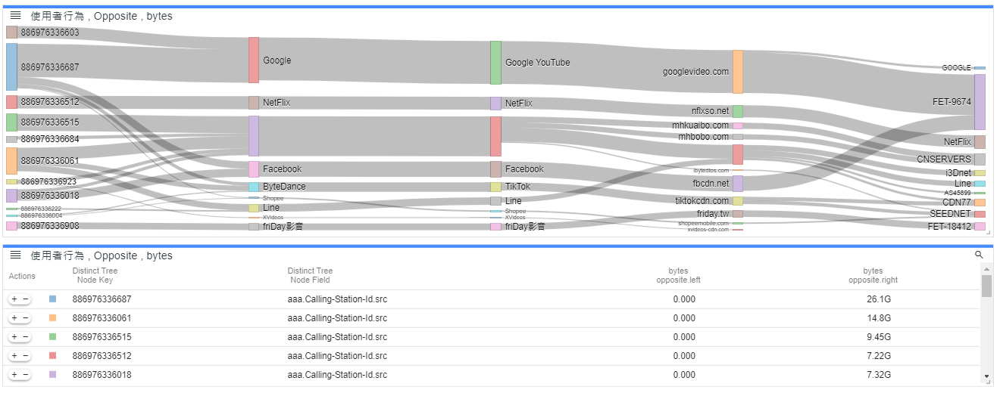 使用者行為 , Opposite , bytes
886976336603
886976336687
886976336512
886976336515
886976336684
886976336061
886976336923
886976336018
886976336222
886976336004
886976336908
Google
NetFlix
Facebook
ByteDance
Shopee
Line
XVideos
friDay影音
Google YouTube
NetFlix
Facebook
TikTok
Line
Shopee
XVideos
friDay影音
googlevideo.com
nflxso.net
mhkuaibo.com
mhbobo.com
ibytedtos.com
fbcdn.net
tiktokcdn.com
friday.tw
shopeemobile.com
xvideos-cdn.com
GOOGLE
FET-9674
NetFlix
CNSERVERS
i3Dnet
Line
AS45899
CDN77
SEEDNET
FET-18412
使用者行為 , Opposite , bytes
Actions
Distinct Tree
Node Key
Distinct Tree
Node Field
bytes
opposite.left
bytes
opposite.right
+ − 886976336687 aaa.Calling-Station-Id.src 0.000 26.1G
+ − 886976336061 aaa.Calling-Station-Id.src 0.000 14.8G
+ − 886976336515 aaa.Calling-Station-Id.src 0.000 9.45G
+ − 886976336512 aaa.Calling-Station-Id.src 0.000 7.22G
+ − 886976336018 aaa.Calling-Station-Id.src 0.000 7.32G